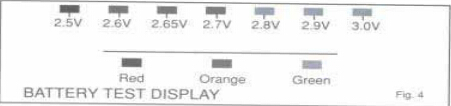 2.5V 2.6V 2.65V 2.7V 2.8V 2.9V 3.0V
Red Orange Green
BATTERY TEST DISPLAY Fig. 4